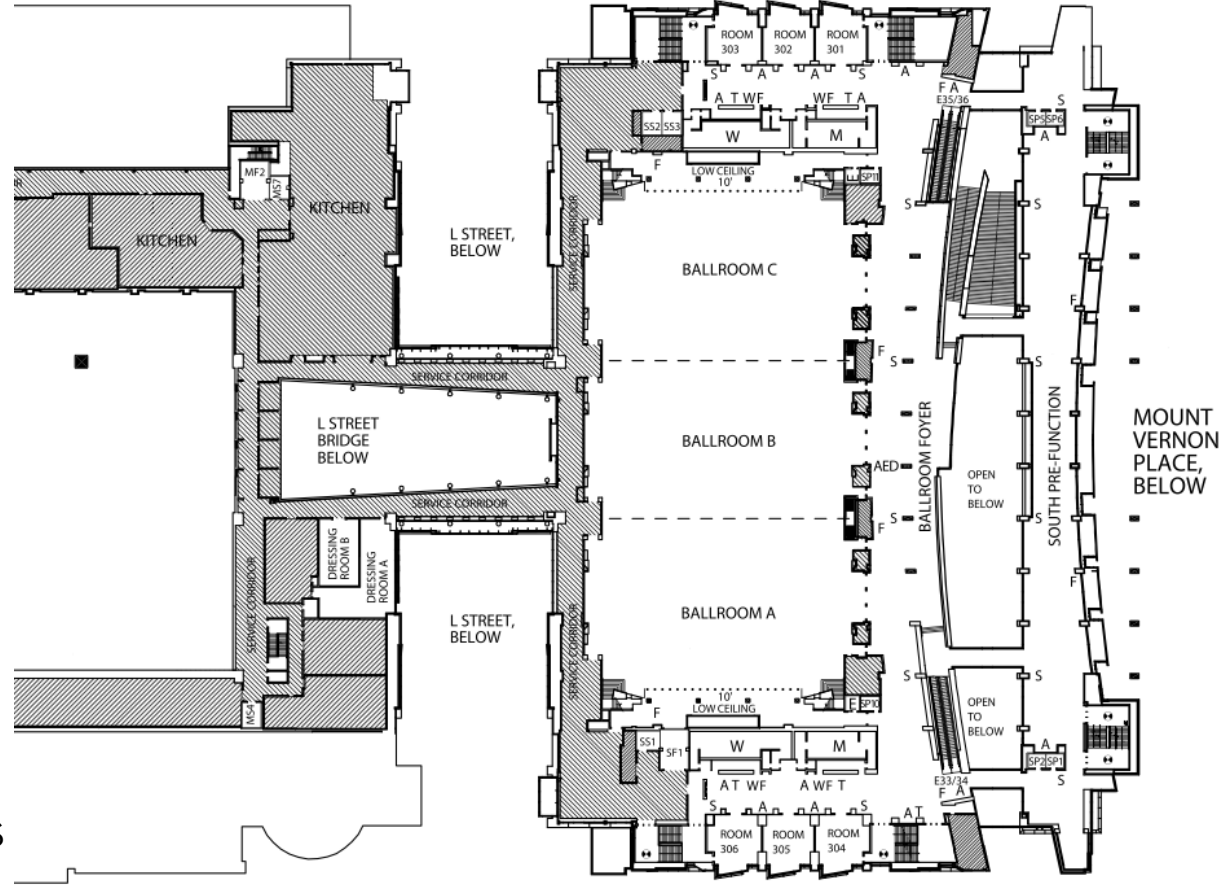 ROOM
303
ROOM
302
ROOM
301
S
A
A
S
A
A T WF
WF T A
F A
E35/36
S
SS2
SS3
W
M
SP5
SP6
A
F
LOW CEILING
10'
SP11
MF2
MS7
KITCHEN
KITCHEN
L STREET,
BELOW
SERVICE CORRIDOR
BALLROOM C
S
S
F
F
S
S
SERVICE CORRIDOR
L STREET
BRIDGE
BELOW
BALLROOM B
AED
BALLROOM FOYER
OPEN
TO
BELOW
SOUTH PRE-FUNCTION
MOUNT
VERNON
PLACE,
BELOW
SERVICE CORRIDOR
S
F
S
DRESSING
ROOM B
DRESSING
ROOM A
SERVICE CORRIDOR
L STREET,
BELOW
SERVICE CORRIDOR
BALLROOM A
F
S
S
MS4
10'
LOW CEILING
F
F
SP10
OPEN
TO
BELOW
SS1
SF1
W
M
A
SP2
SP1
S
A T WF
A WF T
E33/34
F A
S
A
A
S
A T
ROOM
306
ROOM
305
ROOM
304
S